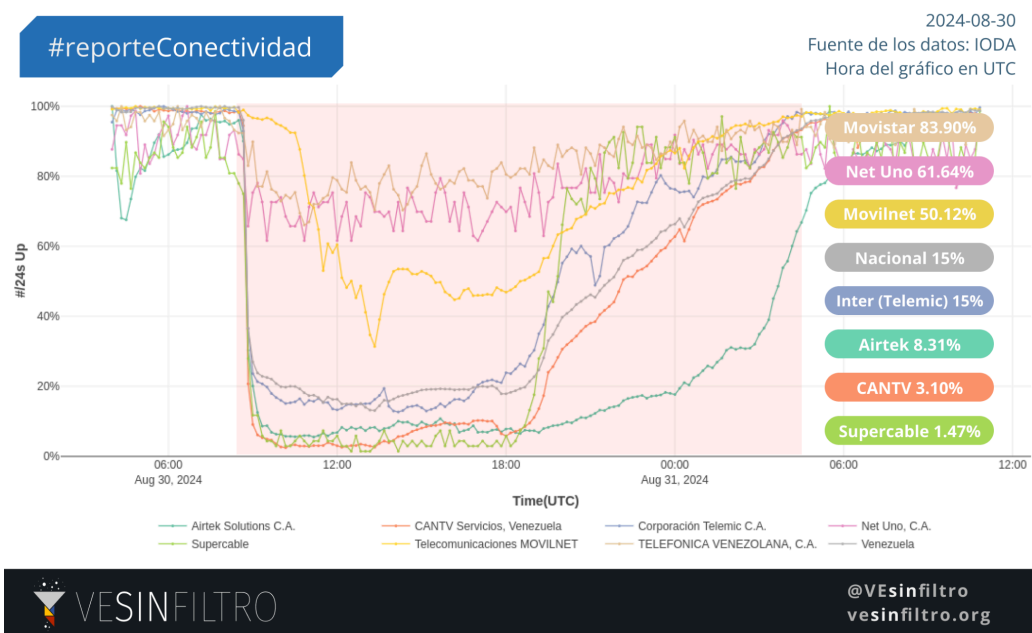 #reporteConectividad
2024-08-30
Fuente de los datos: IODA
Hora del gráfico en UTC
#/24s Up
100%
80%
60%
40%
20%
0%
Movistar 83.90%
Net Uno 61.64%
Movilnet 50.12%
Nacional 15%
Inter (Telemic) 15%
Airtek 8.31%
CANTV 3.10%
Supercable 1.47%
06:00 12:00 18:00 00:00 06:00 12:00
Aug 30, 2024 Aug 31, 2024
Time(UTC)
Airtek Solutions C.A. CANTV Servicios, Venezuela Corporación Telemic C.A. Net Uno, C.A.
Supercable Telecomunicaciones MOVILNET TELEFONICA VENEZOLANA, C.A. Venezuela
VESINFILTRO
@VEsinfiltro
vesinfiltro.org